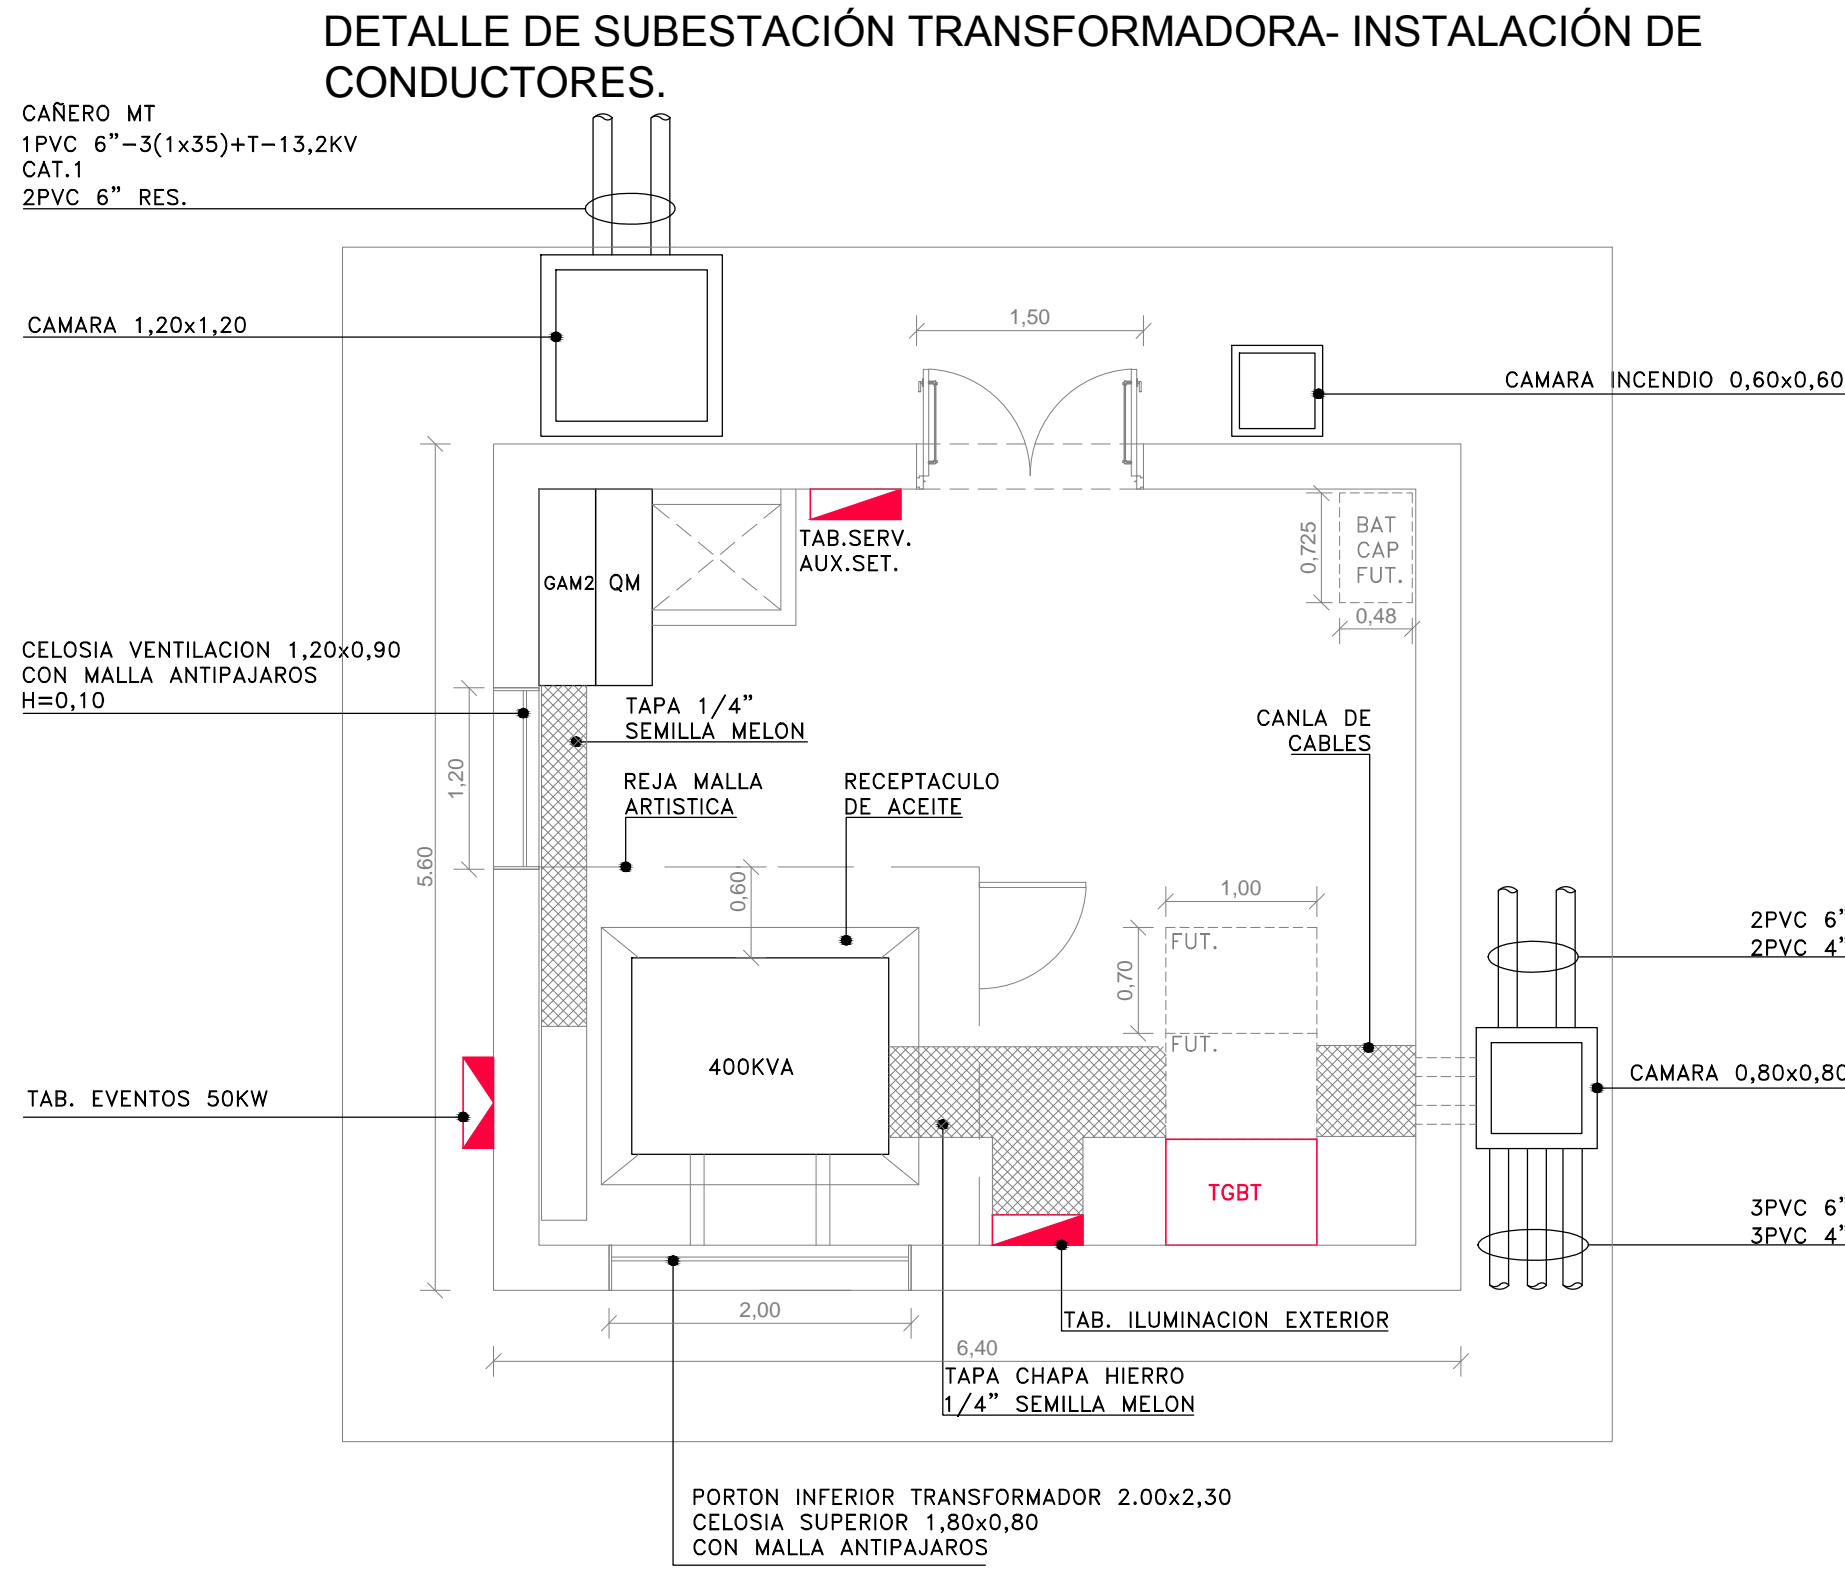 DETALLE DE SUBESTACIÓN TRANSFORMADORA- INSTALACIÓN DE
CONDUCTORES.
CAÑERO MT
1PVC 6”-3(1x35)+T-13,2KV
CAT.1
2PVC 6” RES.
CAMARA 1,20x1,20
1,50
CAMARA INCENDIO 0,60x0,60
TAB.SERV.
AUX.SET.
GAM2
QM
0,725
BAT
CAP
FUT.
0,48
CELOSIA VENTILACION 1,20x0,90
CON MALLA ANTIPAJAROS
H=0,10
TAPA 1/4”
SEMILLA MELON
CANLA DE
CABLES
1,20
REJA MALLA
ARTISTICA
RECEPTACULO
DE ACEITE
5.60
0,60
1,00
FUT.
0,70
FUT.
2PVC 6”
2PVC 4”
400KVA
CAMARA 0,80x0,80
TAB. EVENTOS 50KW
TGBT
3PVC 6”
3PVC 4”
2,00
TAB. ILUMINACION EXTERIOR
6,40
TAPA CHAPA HIERRO
1/4” SEMILLA MELON
PORTON INFERIOR TRANSFORMADOR 2.00x2,30
CELOSIA SUPERIOR 1,80x0,80
CON MALLA ANTIPAJAROS